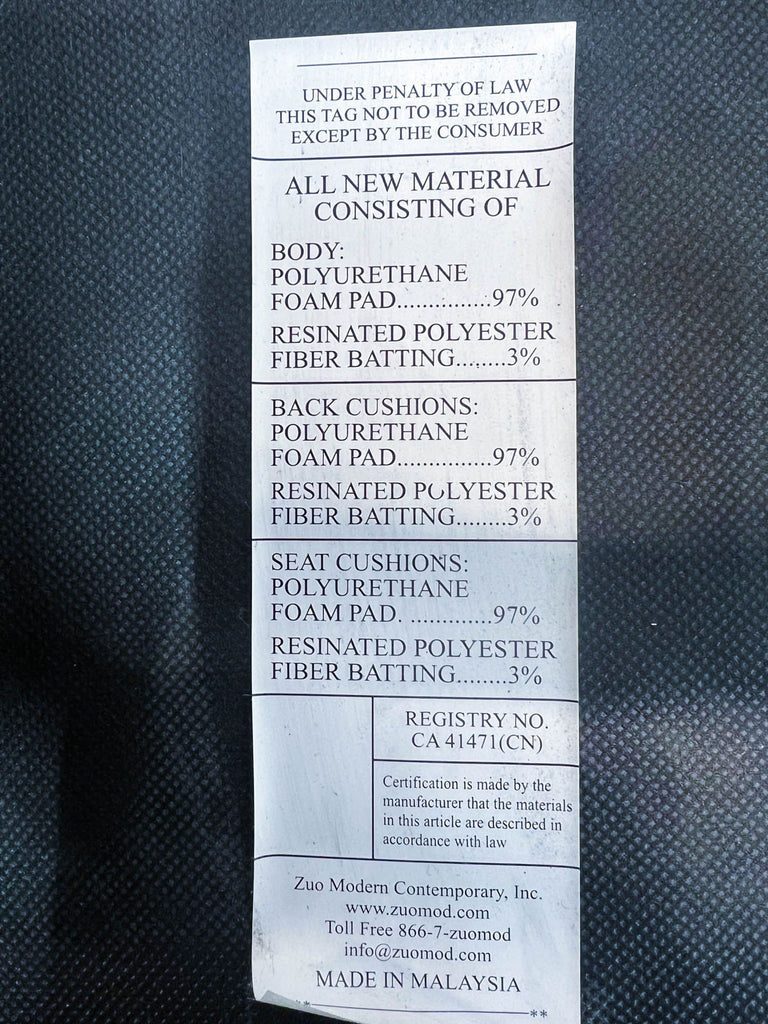 UNDER PENALTY OF LAW
THIS TAG NOT TO BE REMOVED
EXCEPT BY THE CONSUMER
ALL NEW MATERIAL
CONSISTING OF
BODY:
POLYURETHANE
FOAM PAD...............97%
RESINATED POLYESTER
FIBER BATTING........3%
BACK CUSHIONS:
POLYURETHANE
FOAM PAD...............97%
RESINATED POLYESTER
FIBER BATTING........3%
SEAT CUSHIONS:
POLYURETHANE
FOAM PAD. .............97%
RESINATED POLYESTER
FIBER BATTING........3%
REGISTRY NO.
CA 41471(CN)
Certification is made by the
manufacturer that the materials
in this article are described in
accordance with law
Zuo Modern Contemporary, Inc.
www.zuomod.com
Toll Free 866-7-zuomod
info@zuomod.com
MADE IN MALAYSIA
** **